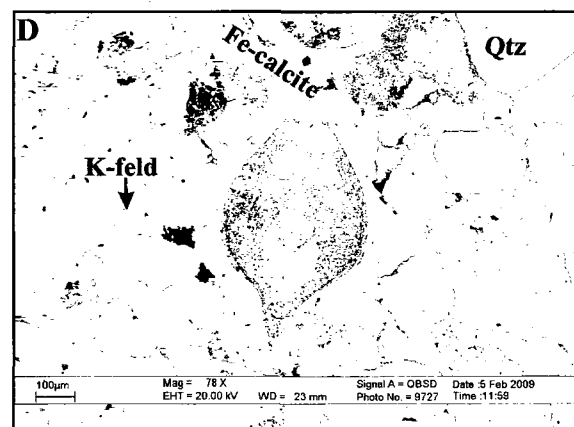 D
Fe-calcite
Qtz
K-feld
100µm
Mag = 78 X
Signal A = QBSD Date :5 Feb 2009
EHT = 20.00 kV WD = 23 mm
Photo No. = 9727 Time :11:59